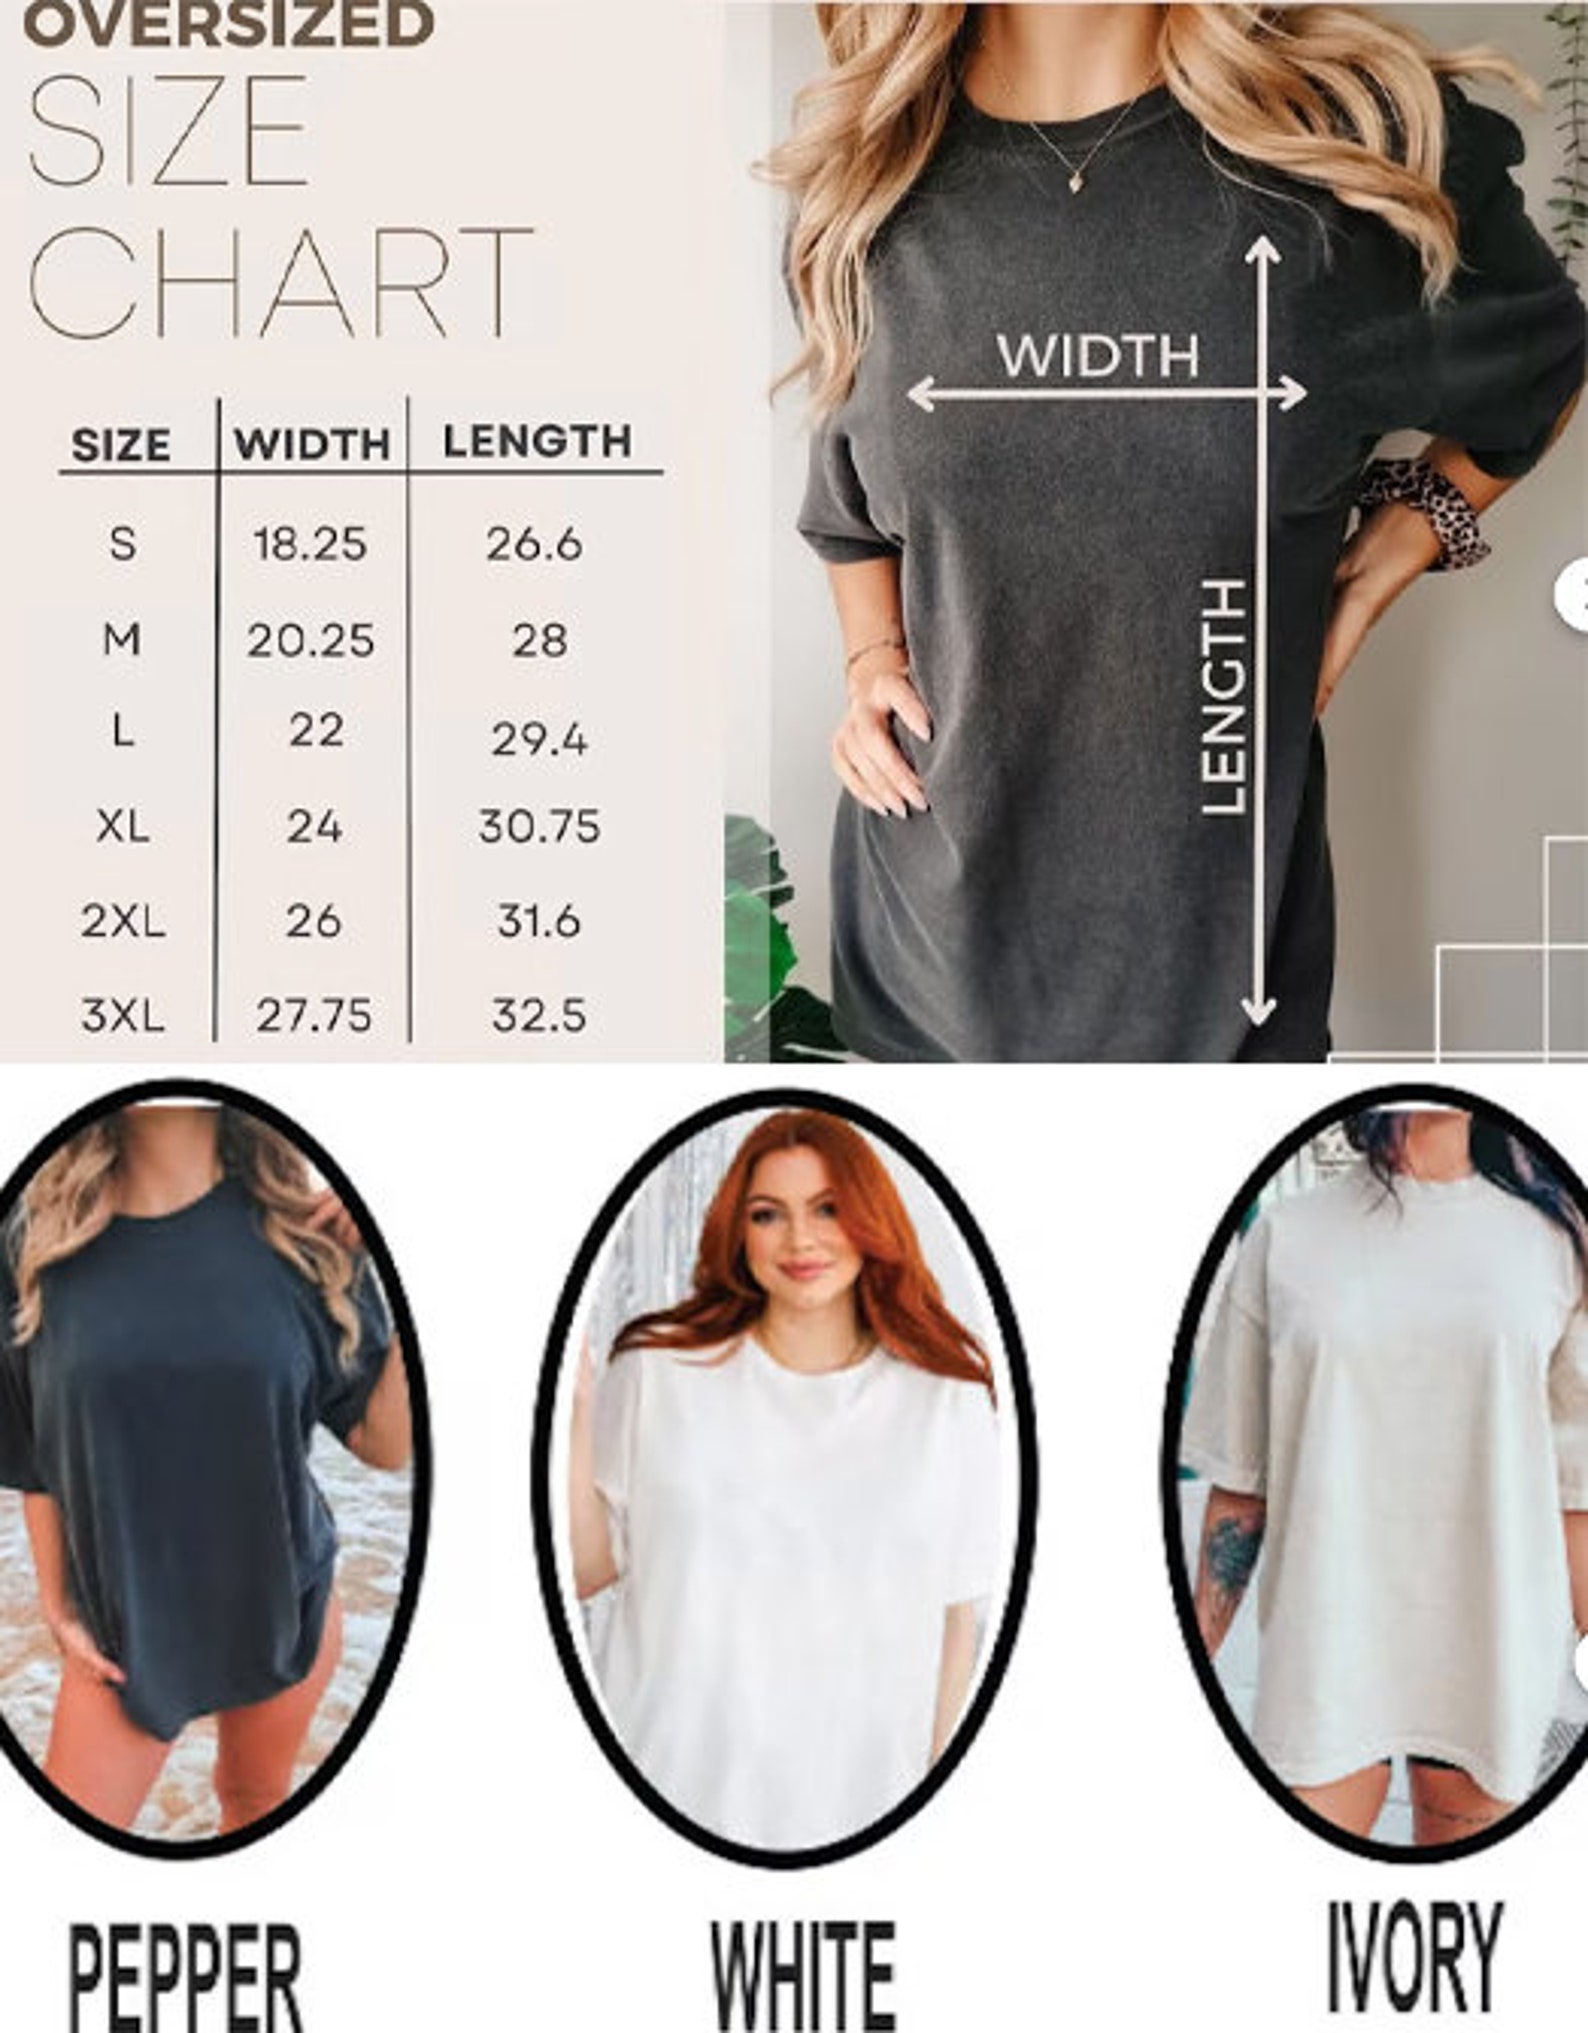 OVERSIZED
SIZE
CHART
SIZE WIDTH LENGTH
S 18.25 26.6
M 20.25 28
L 22 29.4
XL 24 30.75
2XL 26 31.6
3XL 27.75 32.5
WIDTH
LENGTH
PEPPER
WHITE
IVORY